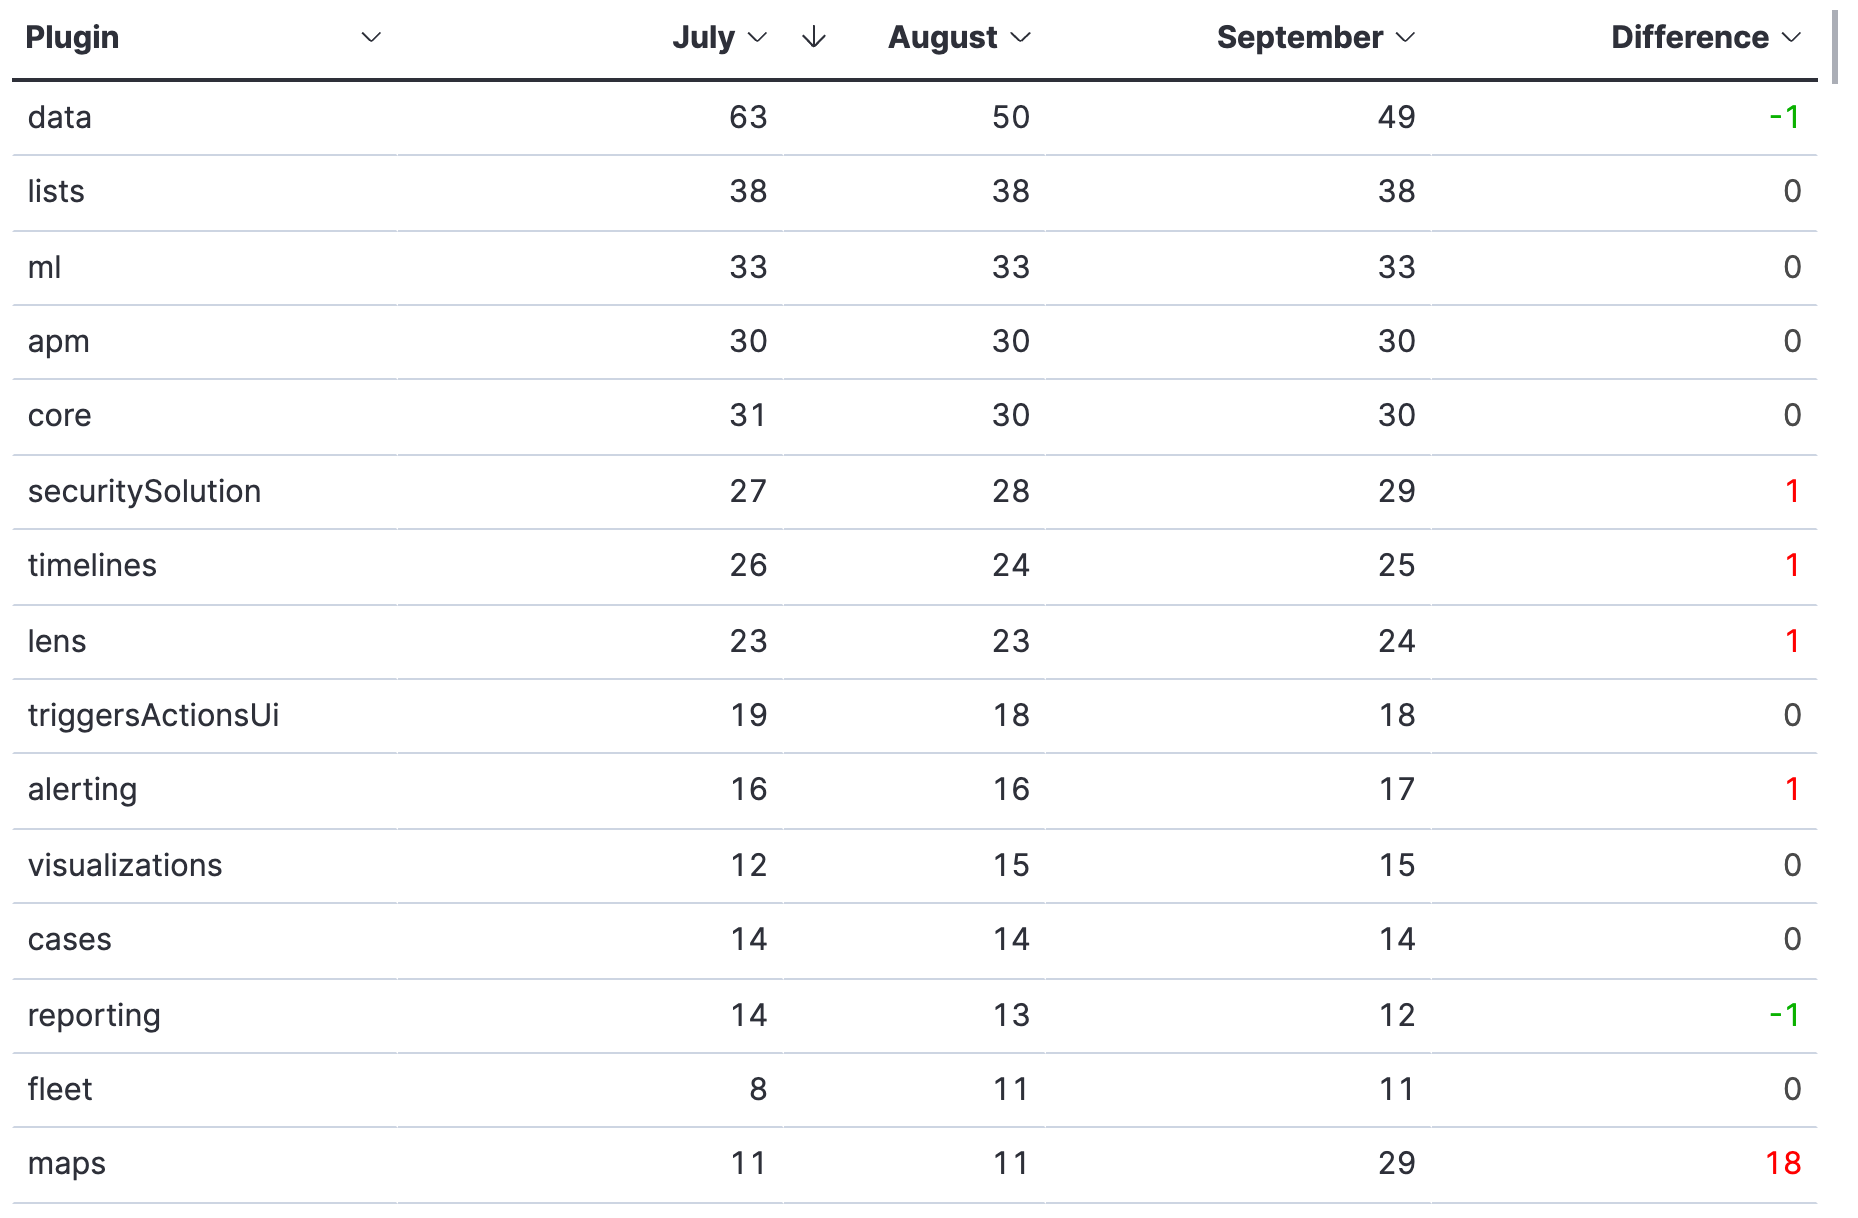 Plugin July August September Difference
data 63 50 49 -1
lists 38 38 38 0
ml 33 33 33 0
apm 30 30 30 0
core 31 30 30 0
securitySolution 27 28 29 1
timelines 26 24 25 1
lens 23 23 24 1
triggersActionsUi 19 18 18 0
alerting 16 16 17 1
visualizations 12 15 15 0
cases 14 14 14 0
reporting 14 13 12 -1
fleet 8 11 11 0
maps 11 11 29 18